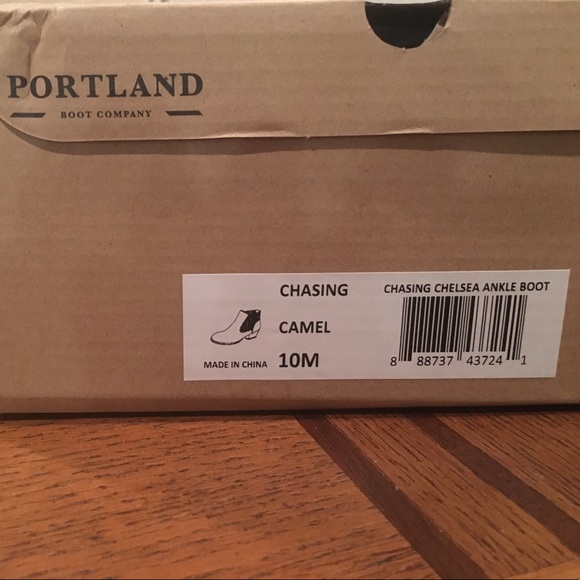 PORTLAND
BOOT COMPANY
CHASING
CHASING CHELSEA ANKLE BOOT
CAMEL
MADE IN CHINA 10M
8 88737 43724 1